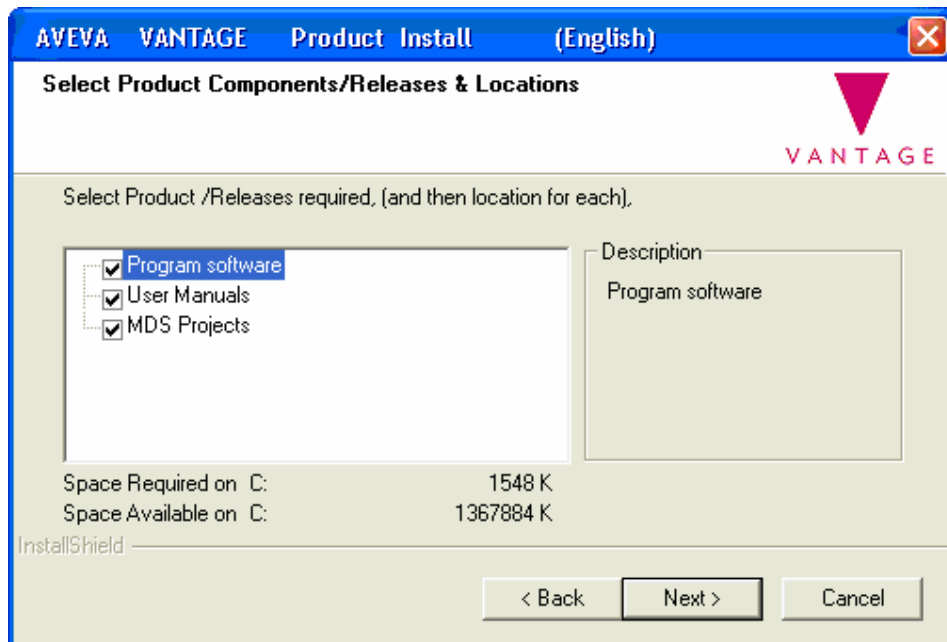 AVEVA VANTAGE Product Install (English)
Select Product Components/Releases & Locations
VANTAGE
Select Product /Releases required, (and then location for each),
Program software
User Manuals
MDS Projects
Description
Program software
Space Required on C: 1548 K
Space Available on C: 1367884 K
InstallShield
< Back Next > Cancel